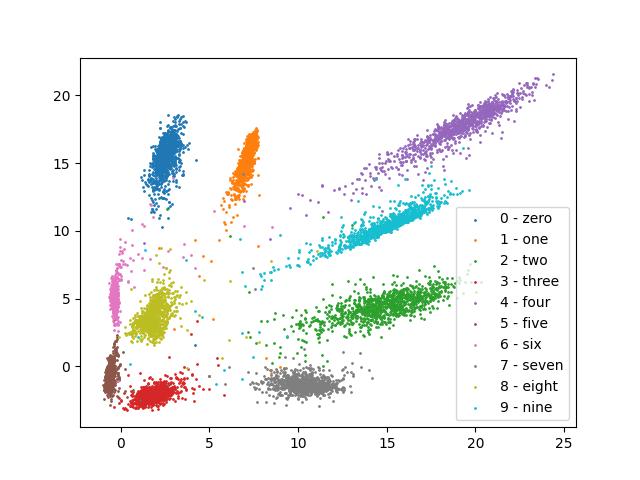 20
15
10
5
0
0
5
10
15
20
25
0 - zero
1 - one
2 - two
3 - three
4 - four
5 - five
6 - six
7 - seven
8 - eight
9 - nine